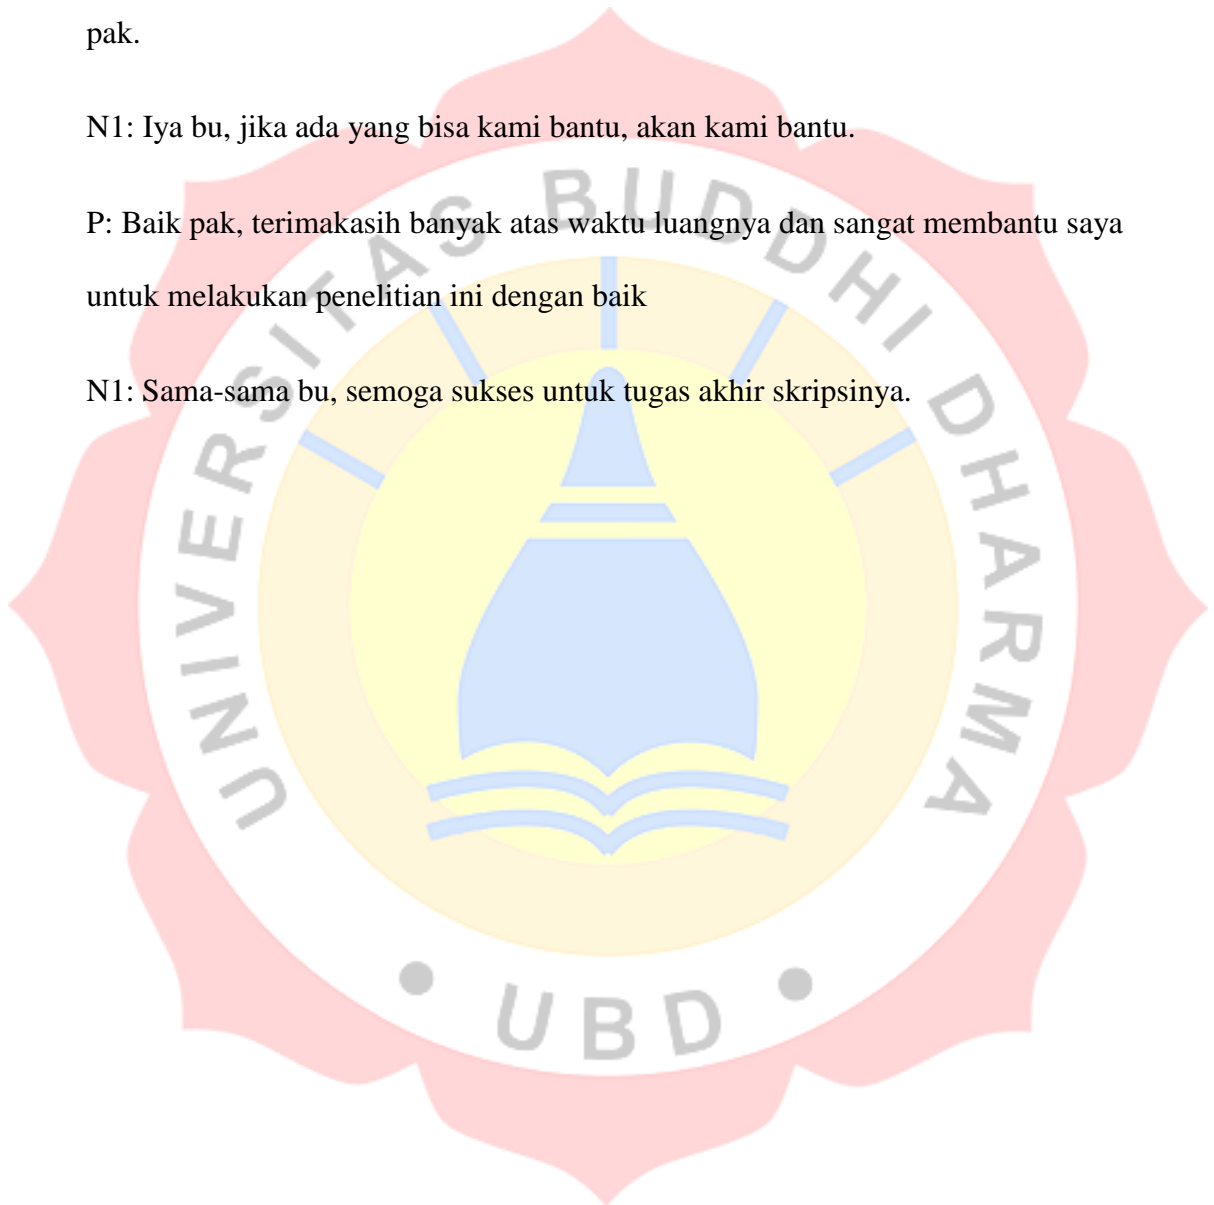 pak.
N1: Iya bu, jika ada yang bisa kami bantu, akan kami bantu.
P: Baik pak, terimakasih banyak atas waktu luangnya dan sangat membantu saya
untuk melakukan penelitian ini dengan baik
N1: Sama-sama bu, semoga sukses untuk tugas akhir skripsinya.
UNIVERSITAS BUDDHI DHARMA
• UBD •